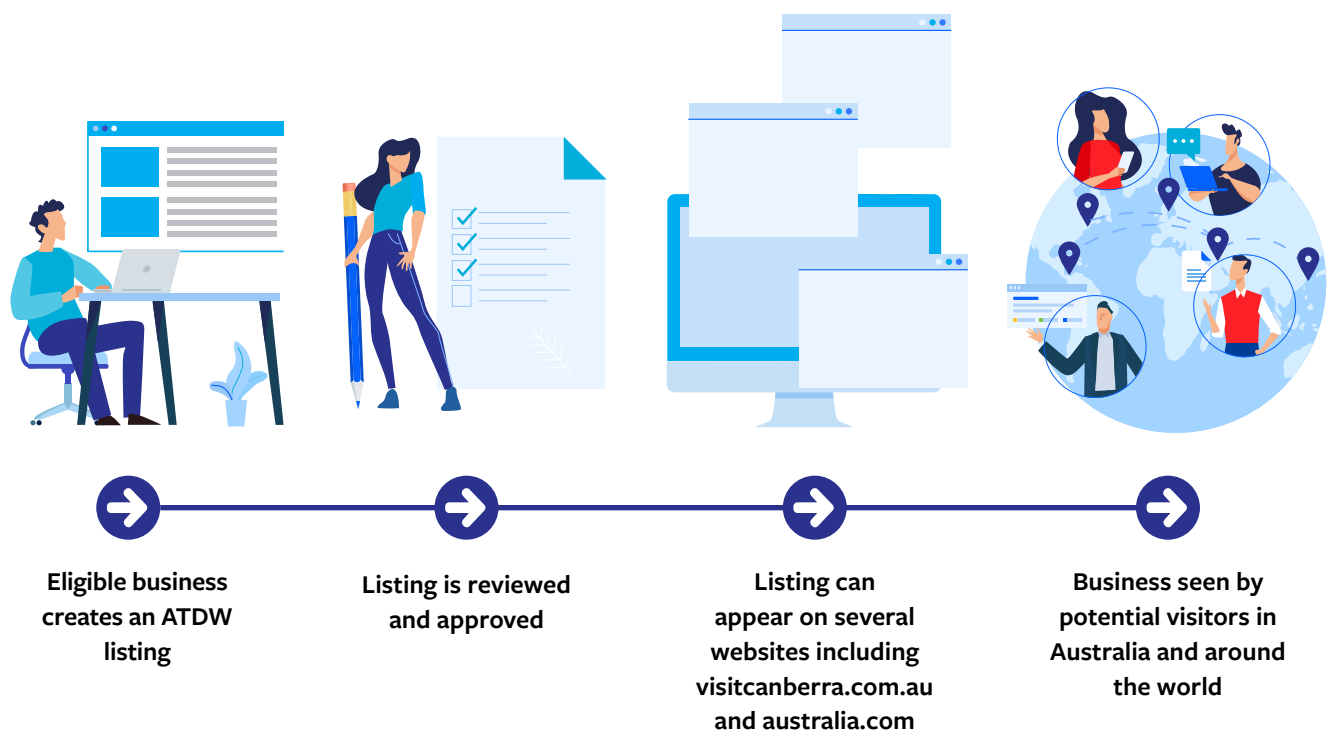 Eligible business
creates an ATDW
listing
Listing is reviewed
and approved
Listing can
appear on several
websites including
visitcanberra.com.au
and australia.com
Business seen by
potential visitors in
Australia and around
the world